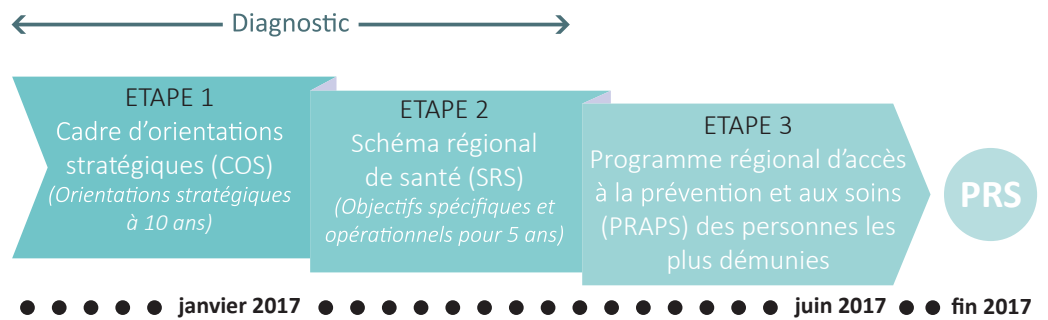 Diagnostic
ETAPE 1
Cadre d'orientations
stratégiques (COS)
(Orientations stratégiques
à 10 ans)
ETAPE 2
Schéma régional
de santé (SRS)
(Objectifs spécifiques et
opérationnels pour 5 ans)
ETAPE 3
Programme régional d'accès
à la prévention et aux soins
(PRAPS) des personnes les
plus démunies
PRS
janvier 2017
juin 2017
fin 2017